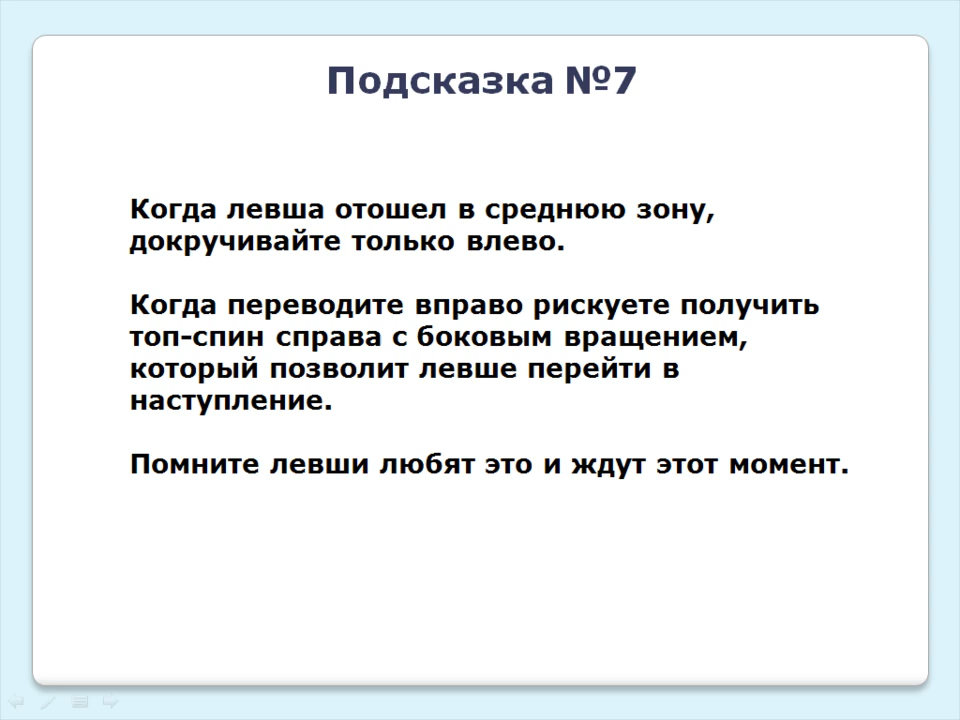 Подсказка №7
Когда левша отошел в среднюю зону,
докручивайте только влево.
Когда переводите вправо рискуете получить
топ-спин справа с боковым вращением,
который позволит левше перейти в
наступление.
Помните левши любят это и ждут этот момент.